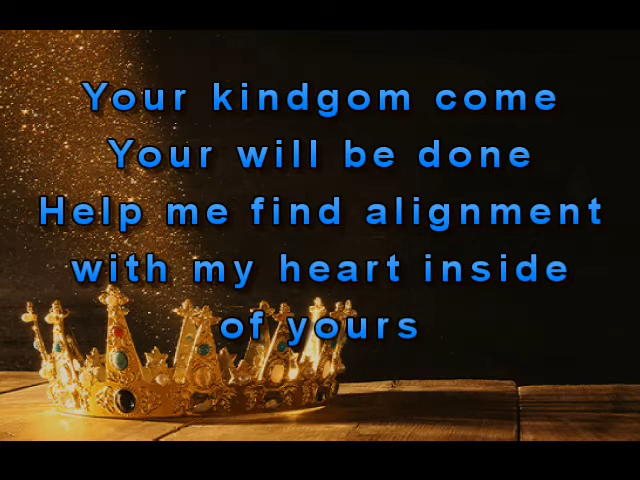 Your kindgom come
Your will be done
Help me find alignment
with my heart inside
of yours